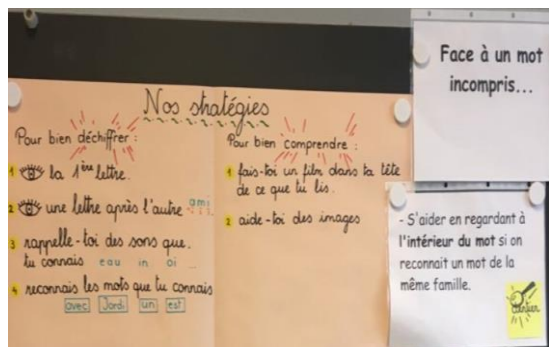 Nos stratégies
Pour bien déchiffrer :
1 la 1ère lettre.
2 une lettre après l'autre ami
3 rappelle-toi des sons que
tu connais eau in oi ...
4 reconnais les mots que tu connais
avec Jordi un est
Pour bien comprendre :
1 fais-toi un film dans ta tête
de ce que tu lis.
2 aide-toi des images
Face à un mot
incompris...
- S'aider en regardant à
l'intérieur du mot si on
reconnait un mot de la
même famille.